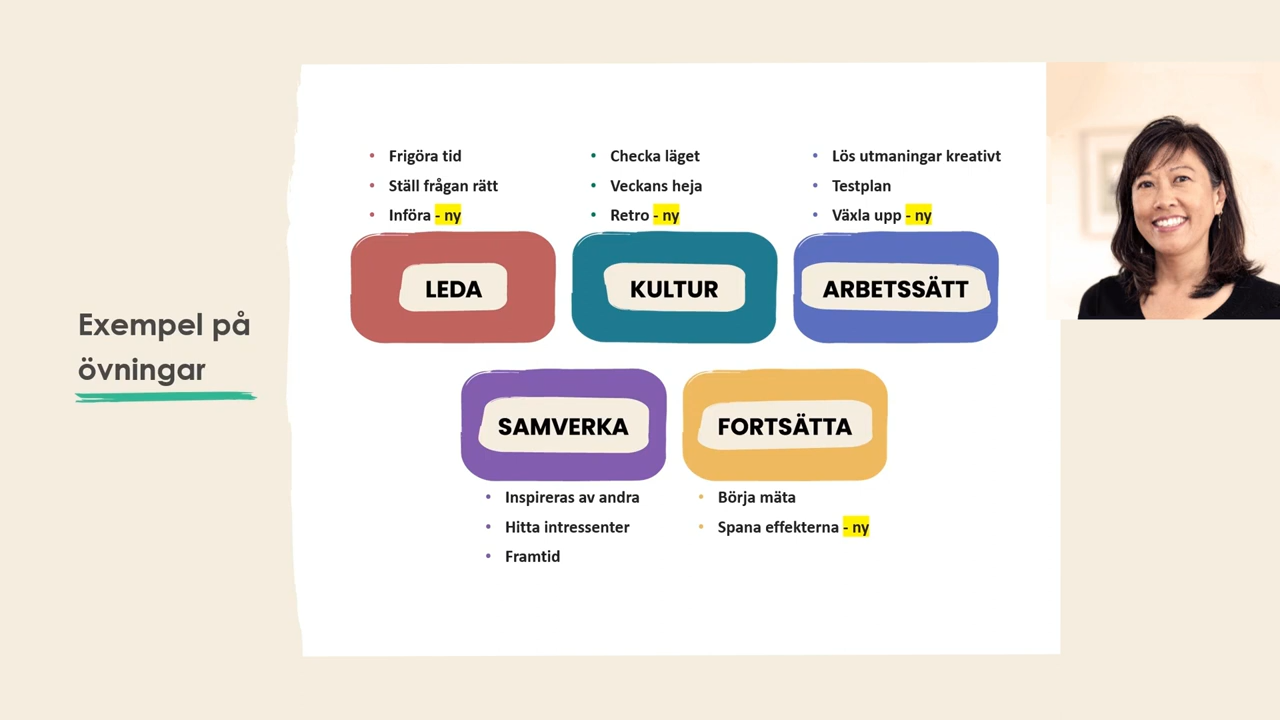 Exempel på
övningar
• Frigöra tid
• Ställ frågan rätt
• Införa - ny
LEDA
• Checka läget
• Veckans heja
• Retro - ny
KULTUR
• Lös utmaningar kreativt
• Testplan
• Växla upp - ny
ARBETSSÄTT
SAMVERKA
• Inspireras av andra
• Hitta intressenter
• Framtid
FORTSÄTTA
• Börja mäta
• Spana effekterna - ny